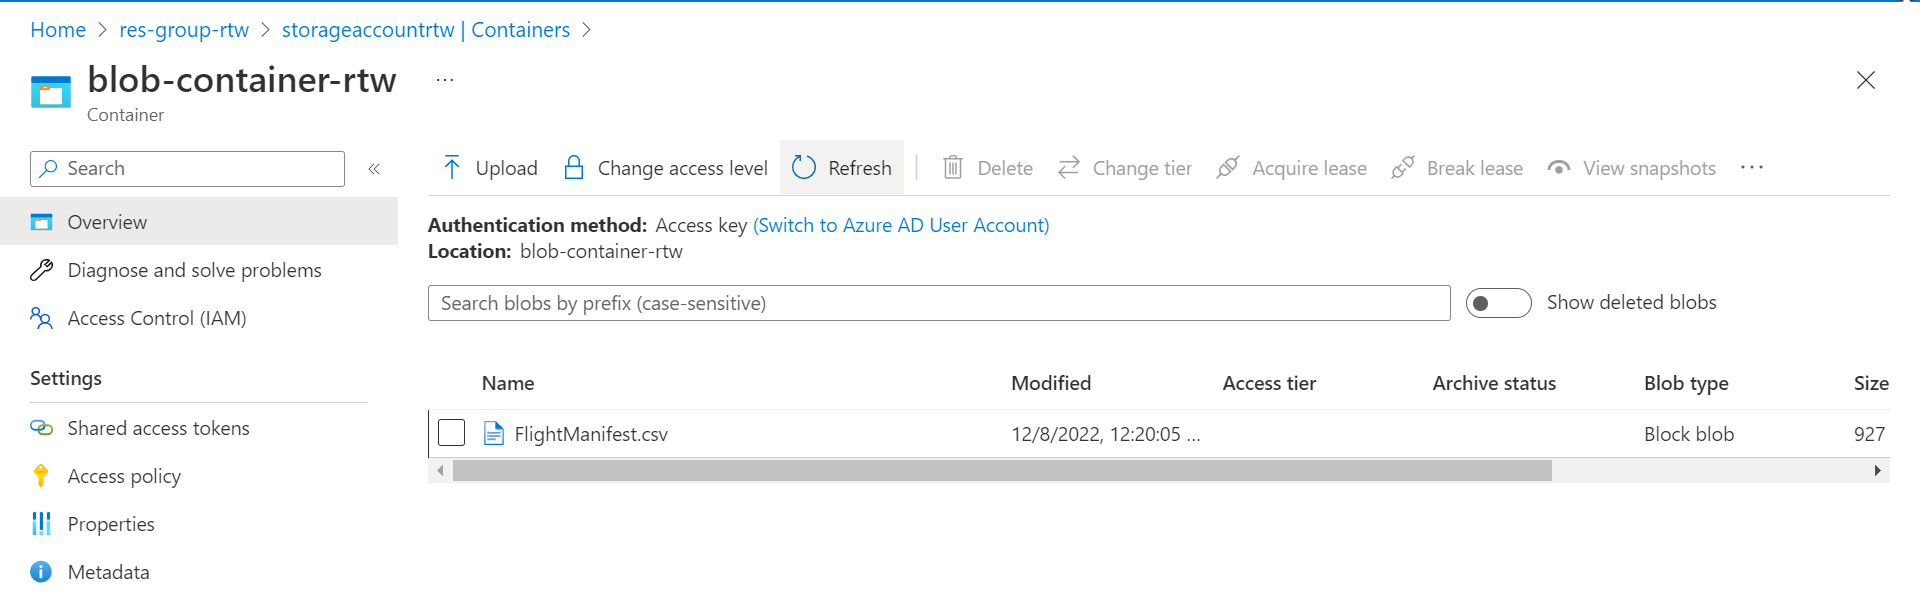 Home > res-group-rtw > storageaccountrtw | Containers >
blob-container-rtw ...
Container
Search «
Upload Change access level Refresh Delete Change tier Acquire lease Break lease View snapshots ...
Overview
Diagnose and solve problems
Access Control (IAM)
Settings
Shared access tokens
Access policy
Properties
Metadata
Authentication method: Access key (Switch to Azure AD User Account)
Location: blob-container-rtw
Search blobs by prefix (case-sensitive) Show deleted blobs
Name Modified Access tier Archive status Blob type Size
FlightManifest.csv 12/8/2022, 12:20:05 ... Block blob 927